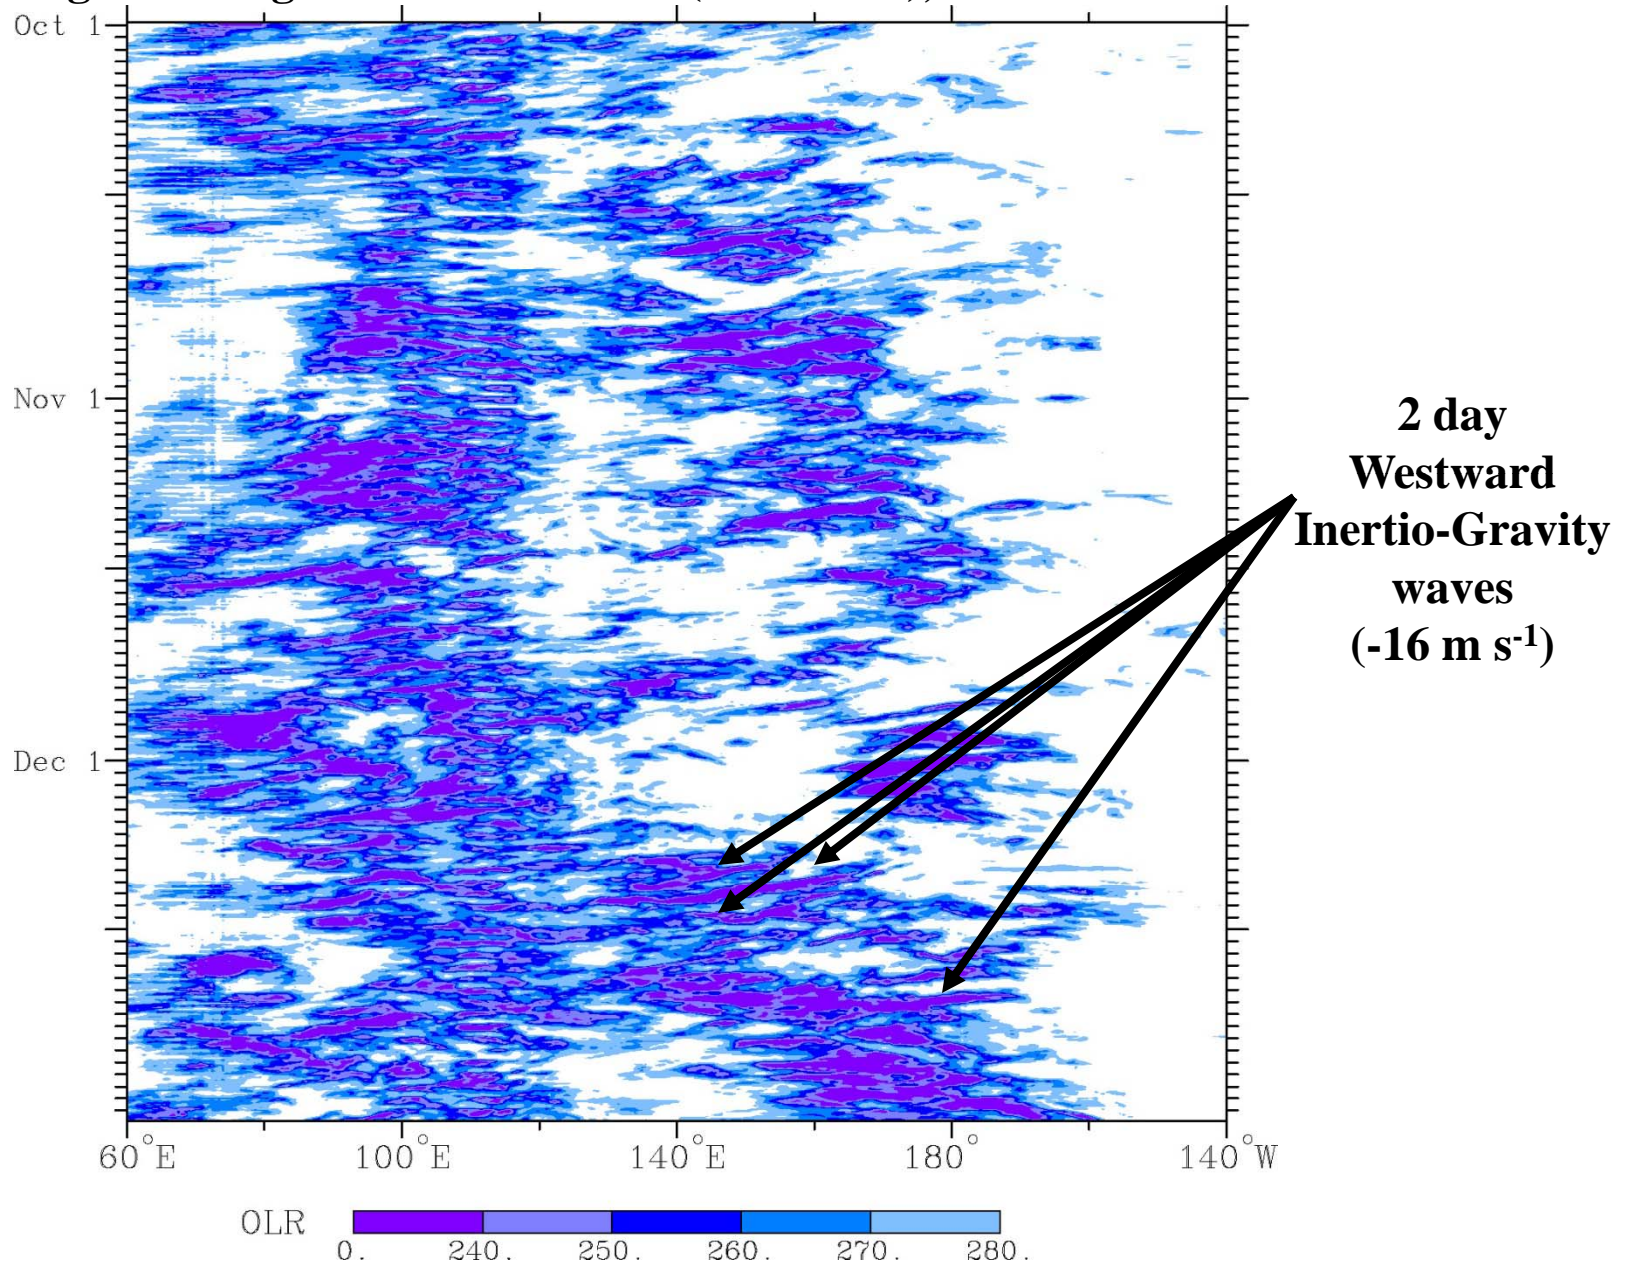 Oct 1
Nov 1
Dec 1
2 day
Westward
Inertio-Gravity
waves
(-16 m s-1)
60°E 100°E 140°E 180° 140°W
OLR
0. 240. 250. 260. 270. 280.